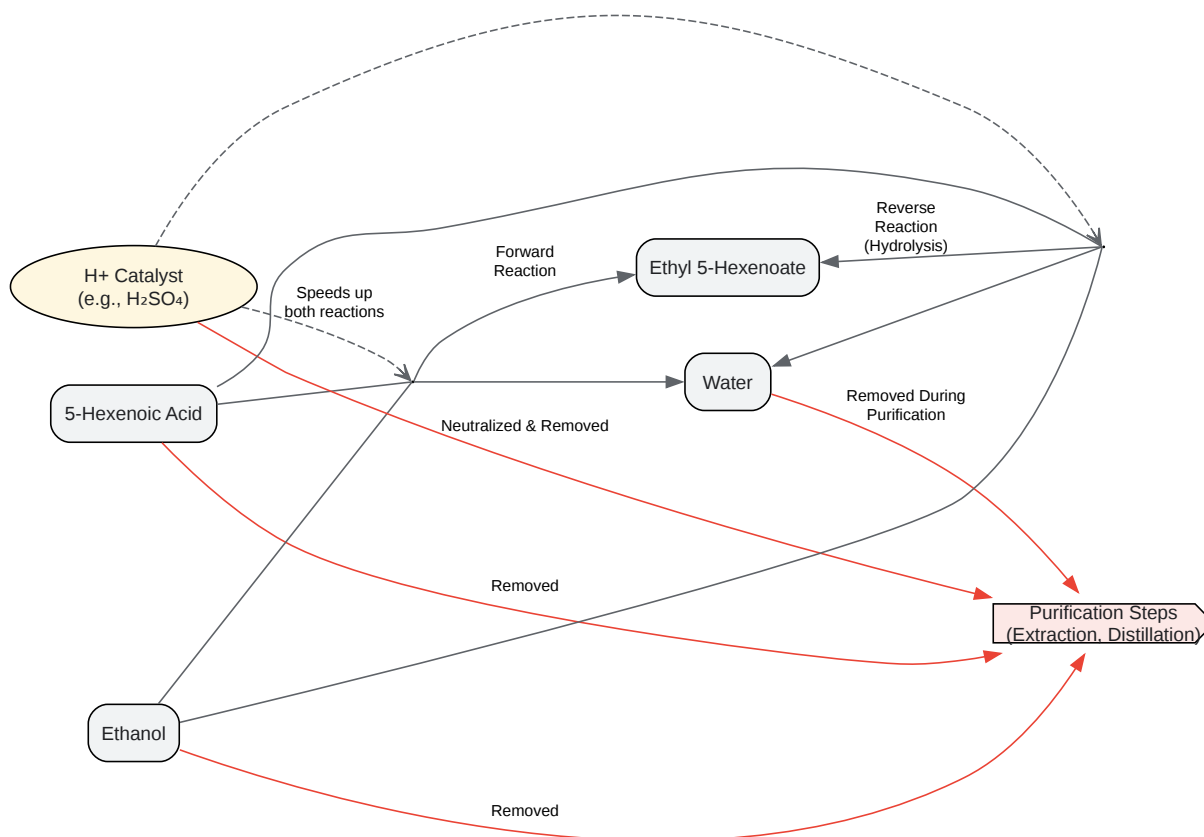 Reverse
Reaction
(Hydrolysis)
Forward
Reaction
Ethyl 5-Hexenoate
H+ Catalyst
(e.g., H₂SO₄)
Speeds up
both reactions
Water
5-Hexenoic Acid
Removed During
Purification
Neutralized & Removed
Removed
Purification Steps
(Extraction, Distillation)
Ethanol
Removed